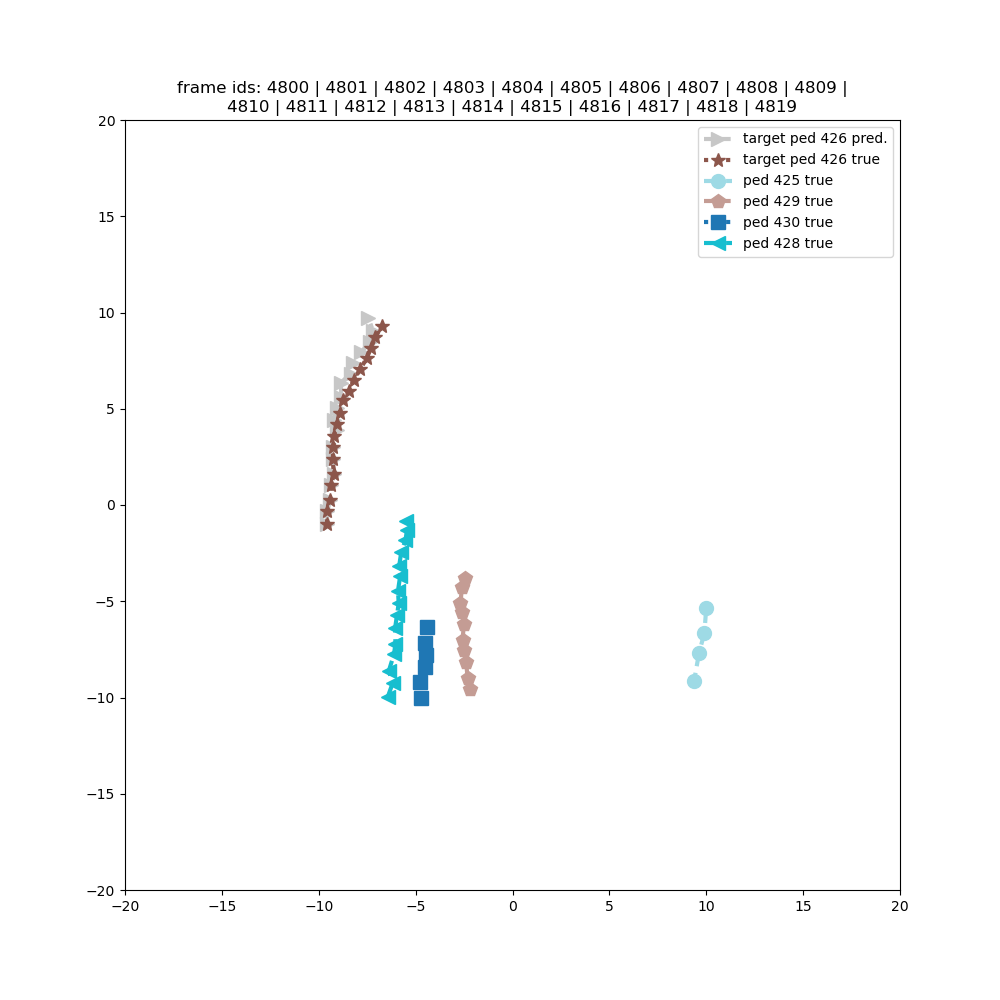 frame ids: 4800 | 4801 | 4802 | 4803 | 4804 | 4805 | 4806 | 4807 | 4808 | 4809 |
4810 | 4811 | 4812 | 4813 | 4814 | 4815 | 4816 | 4817 | 4818 | 4819
target ped 426 pred.
target ped 426 true
ped 425 true
ped 429 true
ped 430 true
ped 428 true
20
15
10
5
0
−5
−10
−15
−20
−20 −15 −10 −5 0 5 10 15 20